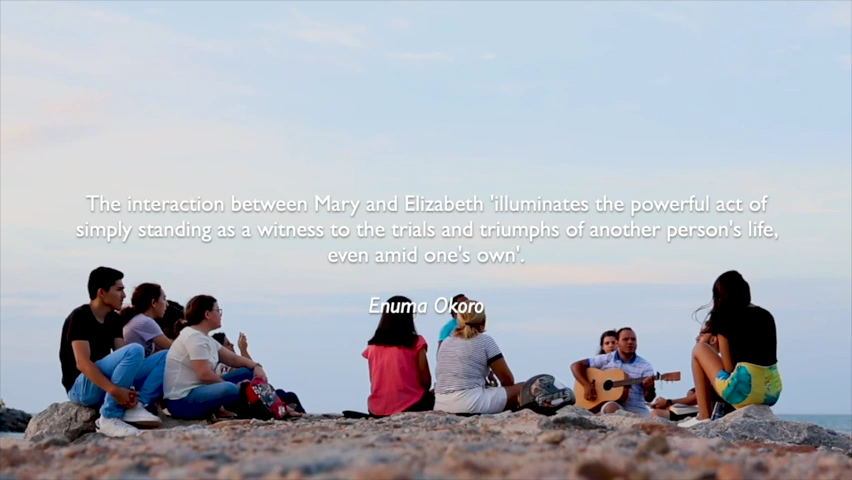 The interaction between Mary and Elizabeth 'illuminates the powerful act of
simply standing as a witness to the trials and triumphs of another person's life,
even amid one's own'.
Enuma Okoro